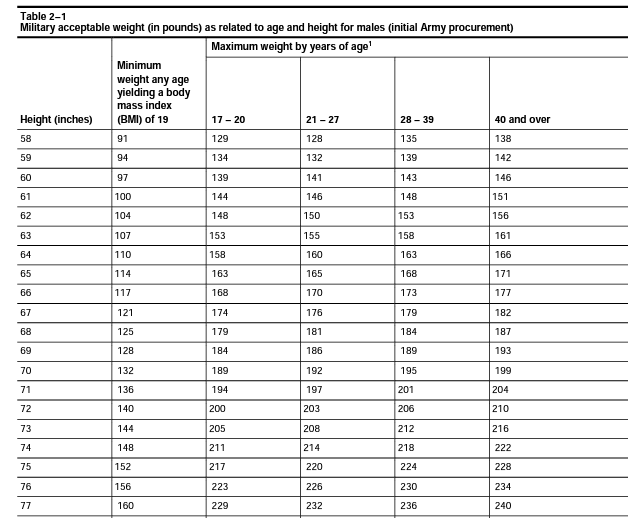 Table 2–1
Military acceptable weight (in pounds) as related to age and height for males (initial Army procurement)
Maximum weight by years of age1
Minimum
weight any age
yielding a body
mass index
Height (inches) (BMI) of 19 17 – 20 21 – 27 28 – 39 40 and over
58 91 129 128 135 138
59 94 134 132 139 142
60 97 139 141 143 146
61 100 144 146 148 151
62 104 148 150 153 156
63 107 153 155 158 161
64 110 158 160 163 166
65 114 163 165 168 171
66 117 168 170 173 177
67 121 174 176 179 182
68 125 179 181 184 187
69 128 184 186 189 193
70 132 189 192 195 199
71 136 194 197 201 204
72 140 200 203 206 210
73 144 205 208 212 216
74 148 211 214 218 222
75 152 217 220 224 228
76 156 223 226 230 234
77 160 229 232 236 240